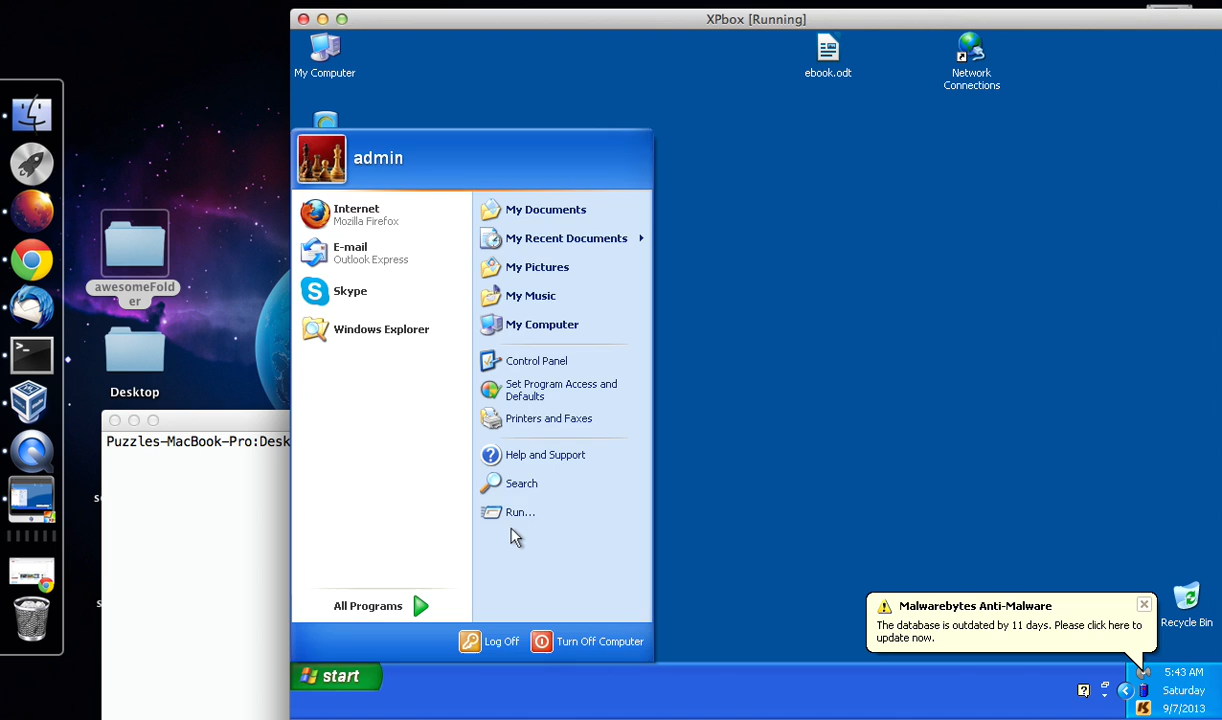 XPbox [Running]
My Computer
ebook.odt
Network
Connections
admin
Internet
Mozilla Firefox
E-mail
Outlook Express
Skype
Windows Explorer
All Programs
My Documents
My Recent Documents
My Pictures
My Music
My Computer
Control Panel
Set Program Access and
Defaults
Printers and Faxes
Help and Support
Search
Run...
Log Off
Turn Off Computer
start
awesomeFold
er
Desktop
Puzzles-MacBook-Pro:Desk
Malwarebytes Anti-Malware
The database is outdated by 11 days. Please click here to
update now.
Recycle Bin
5:43 AM
Saturday
9/7/2013